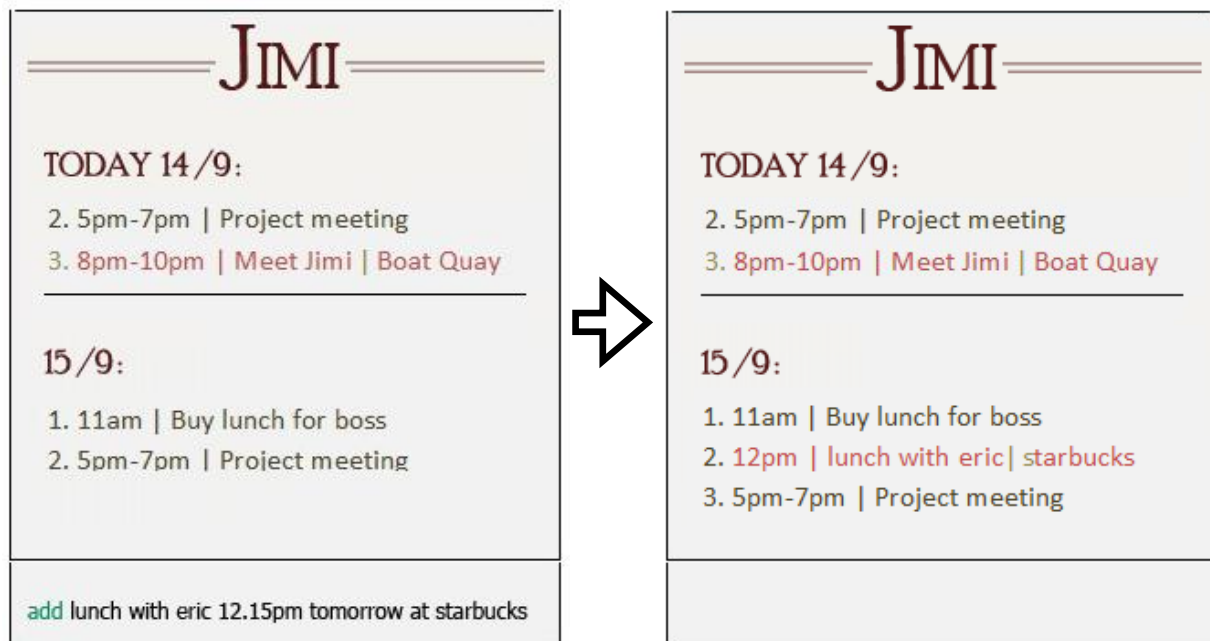 JIMI
TODAY 14/9:
2. 5pm-7pm | Project meeting
3. 8pm-10pm | Meet Jimi | Boat Quay
15/9:
1. 11am | Buy lunch for boss
2. 5pm-7pm | Project meeting
add lunch with eric 12.15pm tomorrow at starbucks
JIMI
TODAY 14/9:
2. 5pm-7pm | Project meeting
3. 8pm-10pm | Meet Jimi | Boat Quay
15/9:
1. 11am | Buy lunch for boss
2. 12pm | lunch with eric| starbucks
3. 5pm-7pm | Project meeting